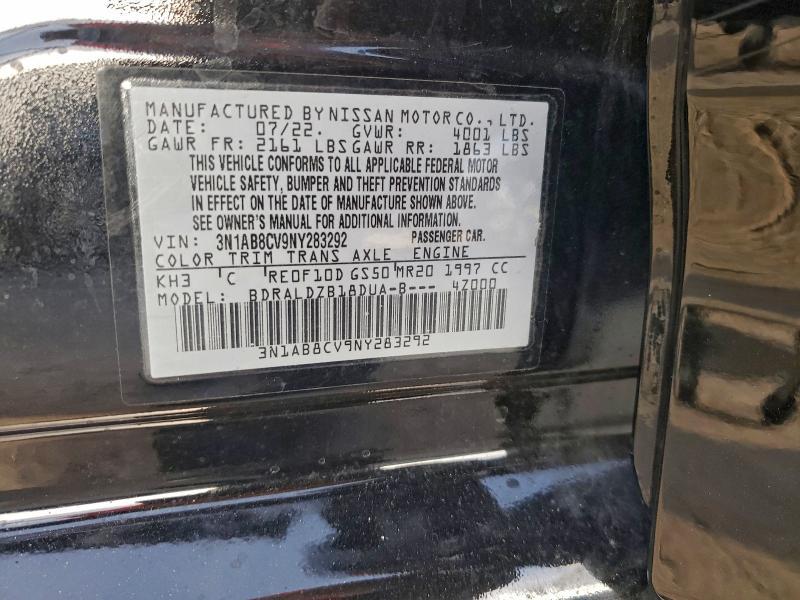 MANUFACTURED BY NISSAN MOTOR CO., LTD.
DATE: 07/22. GVWR: 4001 LBS
GAWR FR: 2161 LBS GAWR RR: 1863 LBS
THIS VEHICLE CONFORMS TO ALL APPLICABLE FEDERAL MOTOR
VEHICLE SAFETY, BUMPER AND THEFT PREVENTION STANDARDS
IN EFFECT ON THE DATE OF MANUFACTURE SHOWN ABOVE.
SEE OWNER'S MANUAL FOR ADDITIONAL INFORMATION.
VIN: 3N1AB8CV9NY283292 PASSENGER CAR.
COLOR TRIM TRANS AXLE ENGINE
KH3 C RE0F10D GS50 MR20 1997 CC
MODEL: BDRALDZB18DUA-B--- 4Z000
3N1AB8CV9NY283292